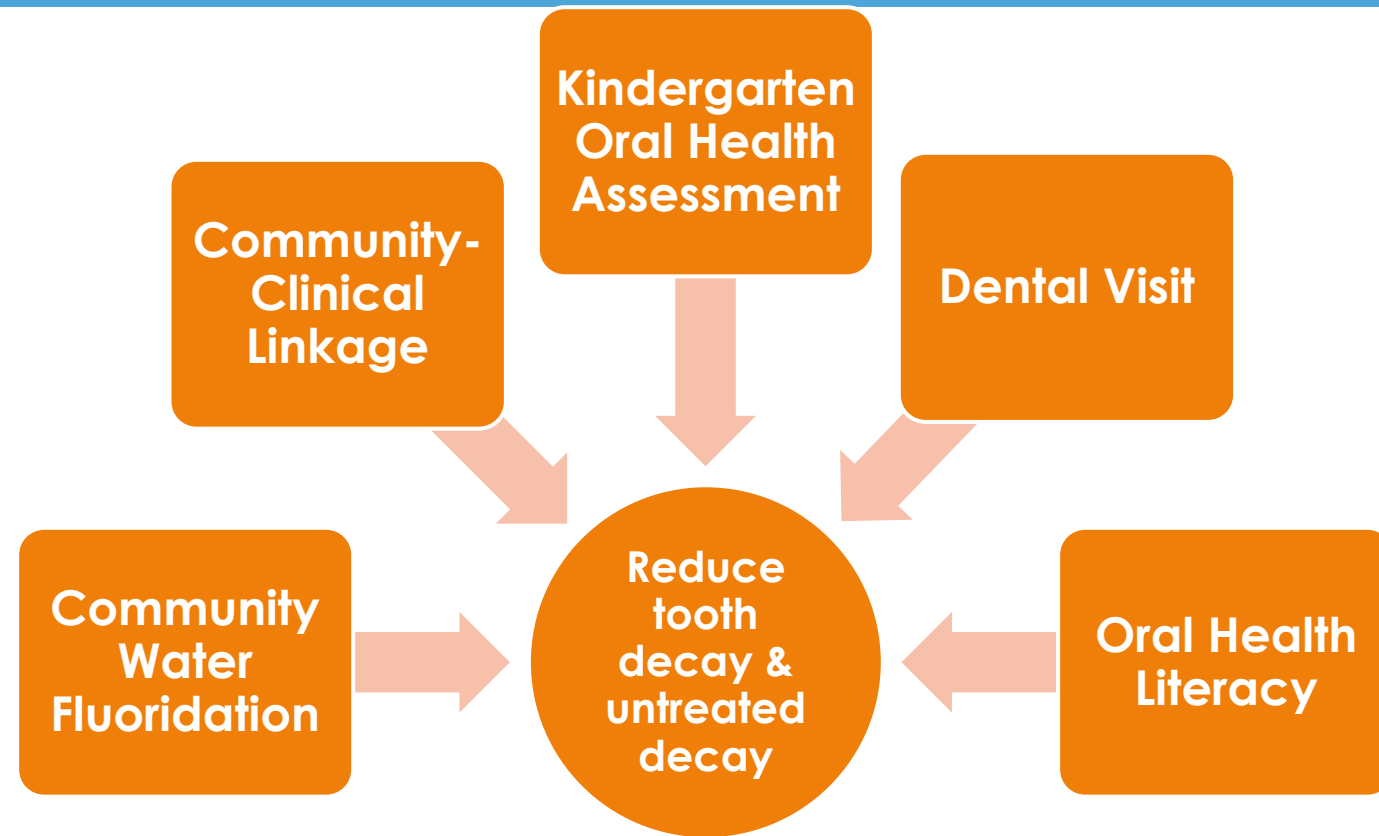 Kindergarten
Oral Health
Assessment
Community-
Clinical
Linkage
Dental Visit
Community
Water
Fluoridation
Reduce
tooth
decay &
untreated
decay
Oral Health
Literacy